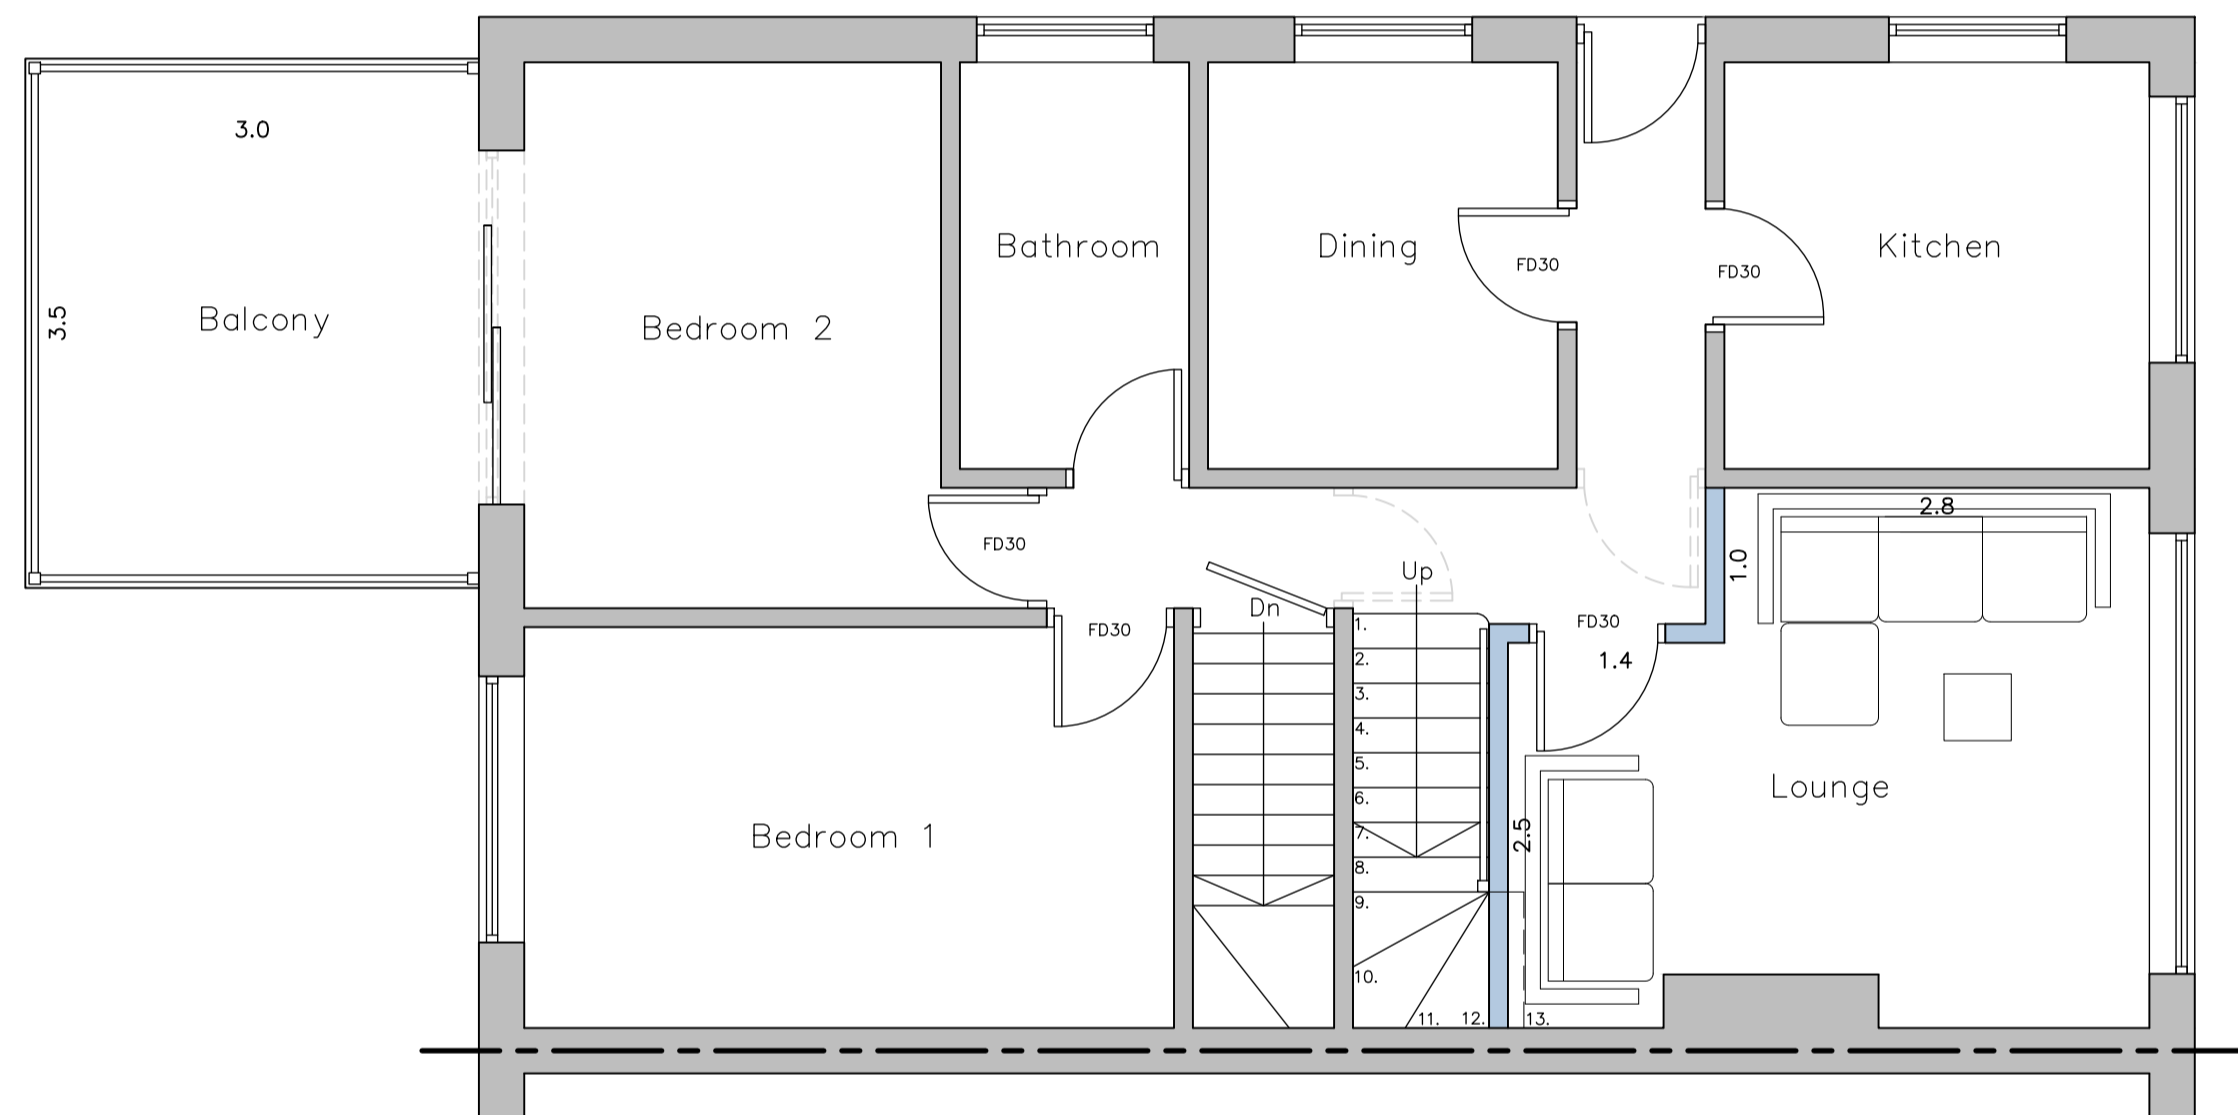 3.0
3.5
Balcony
Bedroom 2
Bathroom
Dining
FD30
FD30
Kitchen
FD30
FD30
Dn
Up
FD30
1.4
1.0
2.8
1.
2.
3.
4.
5.
6.
7.
8.
9.
10.
11.
12.
13.
2.5
Lounge
Bedroom 1